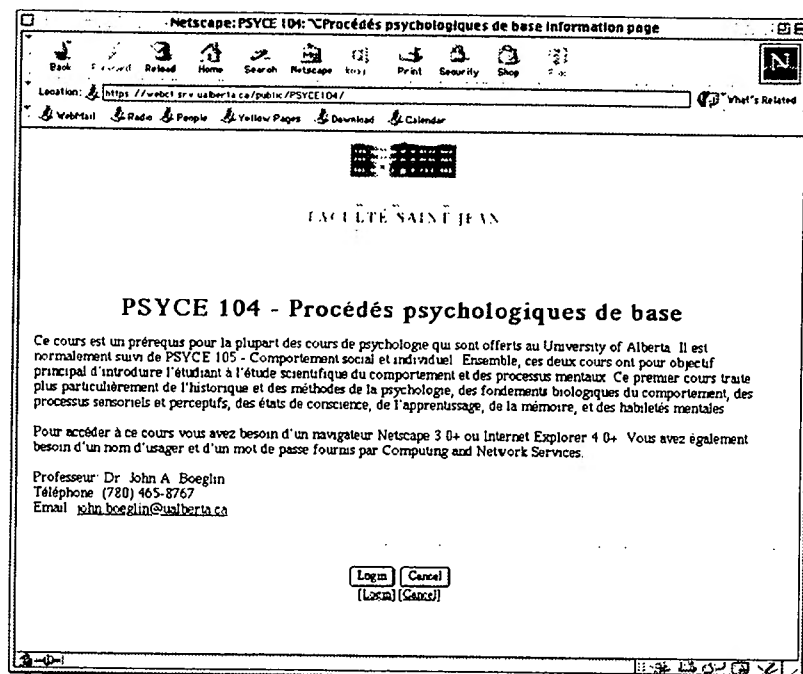 Netscape: PSYCE 104: Procédés psychologiques de base information page
Back Forward Reload Home Search Netscape Print Security Shop
Location: https://webct.srv.ualberta.ca/public/PSYCE104/ What's Related
WebMail Radio People Yellow Pages Download Calendar
FACULTÉ SAINT JEAN
PSYCE 104 - Procédés psychologiques de base
Ce cours est un prérequis pour la plupart des cours de psychologie qui sont offerts au University of Alberta. Il est
normalement suivi de PSYCE 105 - Comportement social et individuel. Ensemble, ces deux cours ont pour objectif
principal d'introduire l'étudiant à l'étude scientifique du comportement et des processus mentaux. Ce premier cours traite
plus particulièrement de l'historique et des méthodes de la psychologie, des fondements biologiques du comportement, des
processus sensoriels et perceptifs, des états de conscience, de l'apprentissage, de la mémoire, et des habiletés mentales
Pour accéder à ce cours vous avez besoin d'un navigateur Netscape 3.0+ ou Internet Explorer 4.0+. Vous avez également
besoin d'un nom d'usager et d'un mot de passe fournis par Computing and Network Services.
Professeur: Dr. John A. Boeglin
Téléphone (780) 465-8767
Email john.boeglin@ualberta.ca
Login Cancel
[Login] [Cancel]